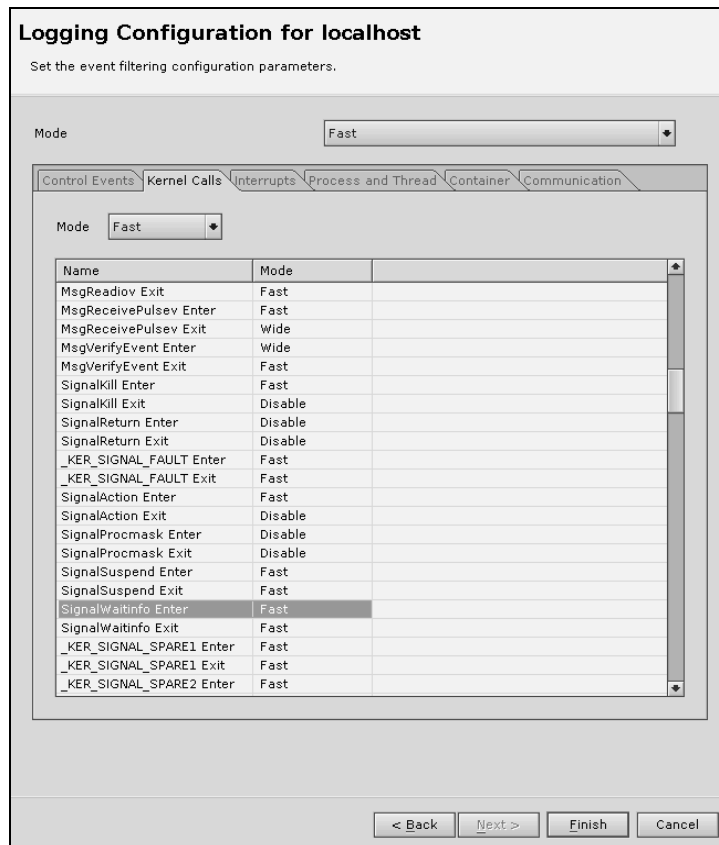 Logging Configuration for localhost
Set the event filtering configuration parameters.
Mode Fast
Control Events Kernel Calls Interrupts Process and Thread Container Communication
Mode Fast
Name Mode
MsgReadiov Exit Fast
MsgReceivePulsev Enter Fast
MsgReceivePulsev Exit Wide
MsgVerifyEvent Enter Wide
MsgVerifyEvent Exit Fast
SignalKill Enter Fast
SignalKill Exit Disable
SignalReturn Enter Disable
SignalReturn Exit Disable
_KER_SIGNAL_FAULT Enter Fast
_KER_SIGNAL_FAULT Exit Fast
SignalAction Enter Fast
SignalAction Exit Disable
SignalProcmask Enter Disable
SignalProcmask Exit Disable
SignalSuspend Enter Fast
SignalSuspend Exit Fast
SignalWaitinfo Enter Fast
SignalWaitinfo Exit Fast
_KER_SIGNAL_SPARE1 Enter Fast
_KER_SIGNAL_SPARE1 Exit Fast
_KER_SIGNAL_SPARE2 Enter Fast
< Back Next > Finish Cancel